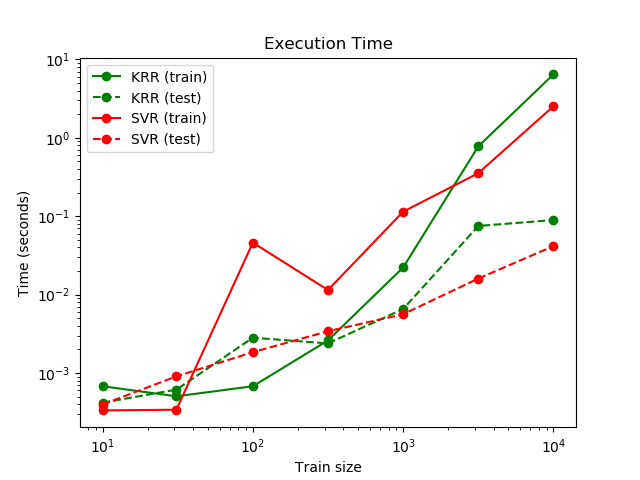 Execution Time
KRR (train)
KRR (test)
SVR (train)
SVR (test)
10¹
10⁰
10⁻¹
10⁻²
10⁻³
Time (seconds)
10¹ 10² 10³ 10⁴
Train size